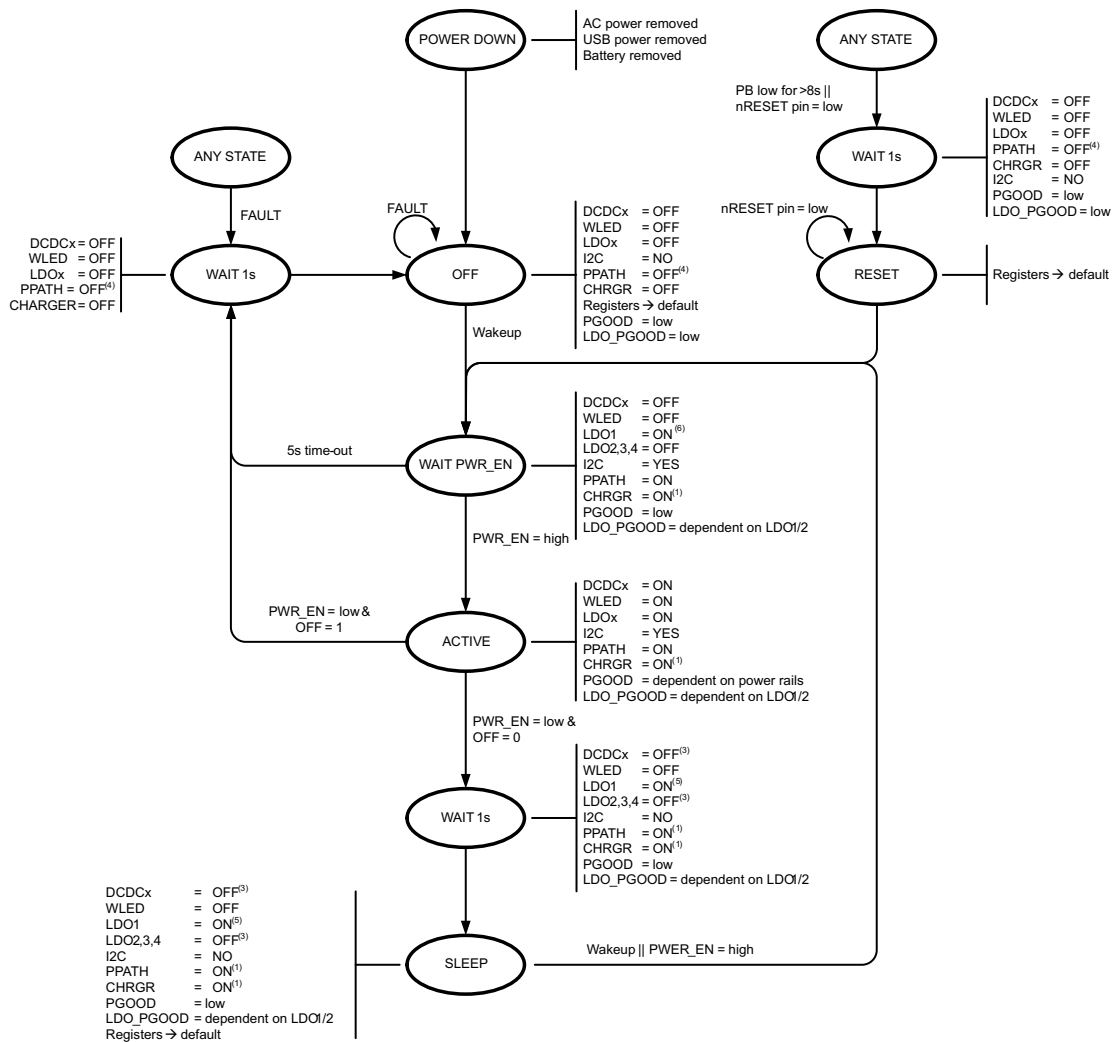 POWER DOWN
AC power removed
USB power removed
Battery removed
ANY STATE
PB low for >8s ||
nRESET pin = low
WAIT 1s
DCDCx = OFF
WLED = OFF
LDOx = OFF
PPATH = OFF(4)
CHRGR = OFF
I2C = NO
PGOOD = low
LDO_PGOOD = low
nRESET pin = low
RESET
Registers → default
ANY STATE
FAULT
DCDCx = OFF
WLED = OFF
LDOx = OFF
PPATH = OFF(4)
CHARGER = OFF
WAIT 1s
FAULT
OFF
DCDCx = OFF
WLED = OFF
LDOx = OFF
I2C = NO
PPATH = OFF(4)
CHRGR = OFF
Registers → default
PGOOD = low
LDO_PGOOD = low
Wakeup
5s time-out
WAIT PWR_EN
DCDCx = OFF
WLED = OFF
LDO1 = ON(6)
LDO2,3,4 = OFF
I2C = YES
PPATH = ON
CHRGR = ON(1)
PGOOD = low
LDO_PGOOD = dependent on LDO1/2
PWR_EN = high
PWR_EN = low &
OFF = 1
ACTIVE
DCDCx = ON
WLED = ON
LDOx = ON
I2C = YES
PPATH = ON
CHRGR = ON(1)
PGOOD = dependent on power rails
LDO_PGOOD = dependent on LDO1/2
PWR_EN = low &
OFF = 0
WAIT 1s
DCDCx = OFF(3)
WLED = OFF
LDO1 = ON(5)
LDO2,3,4 = OFF(3)
I2C = NO
PPATH = ON(1)
CHRGR = ON(1)
PGOOD = low
LDO_PGOOD = dependent on LDO1/2
DCDCx = OFF(3)
WLED = OFF
LDO1 = ON(5)
LDO2,3,4 = OFF(3)
I2C = NO
PPATH = ON(1)
CHRGR = ON(1)
PGOOD = low
LDO_PGOOD = dependent on LDO1/2
Registers → default
SLEEP
Wakeup || PWER_EN = high